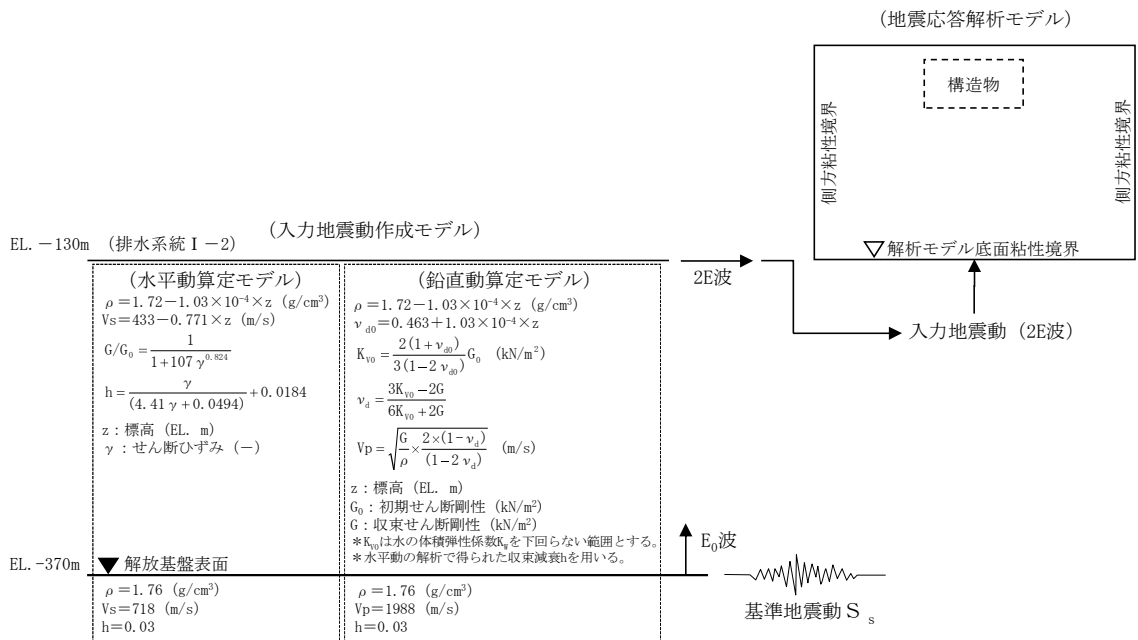 (地震応答解析モデル)
構造物
側方粘性境界
側方粘性境界
▽解析モデル底面粘性境界
(入力地震動作成モデル)
EL.－130m (排水系統Ⅰ－2)
2E波
入力地震動 (2E波)
(水平動算定モデル)
ρ＝1.72－1.03×10⁻⁴×z (g/cm³)
Vs＝433－0.771×z (m/s)
G/G₀ = 1 / (1+107 γ^0.824)
h = γ / (4.41 γ + 0.0494) + 0.0184
z：標高 (EL. m)
γ：せん断ひずみ (－)
(鉛直動算定モデル)
ρ＝1.72－1.03×10⁻⁴×z (g/cm³)
ν_d0＝0.463＋1.03×10⁻⁴×z
K_V0 = 2(1+ν_d0) / 3(1－2ν_d0) G₀ (kN/m²)
ν_d = (3K_V0－2G) / (6K_V0＋2G)
Vp = √(G/ρ × 2×(1－ν_d) / (1－2ν_d)) (m/s)
z：標高 (EL. m)
G₀：初期せん断剛性 (kN/m²)
G：収束せん断剛性 (kN/m²)
＊K_V0は水の体積弾性係数K_Wを下回らない範囲とする。
＊水平動の解析で得られた収束減衰hを用いる。
E₀波
EL.-370m ▼ 解放基盤表面
ρ＝1.76 (g/cm³)
Vs＝718 (m/s)
h＝0.03
ρ＝1.76 (g/cm³)
Vp＝1988 (m/s)
h＝0.03
基準地震動Ｓs